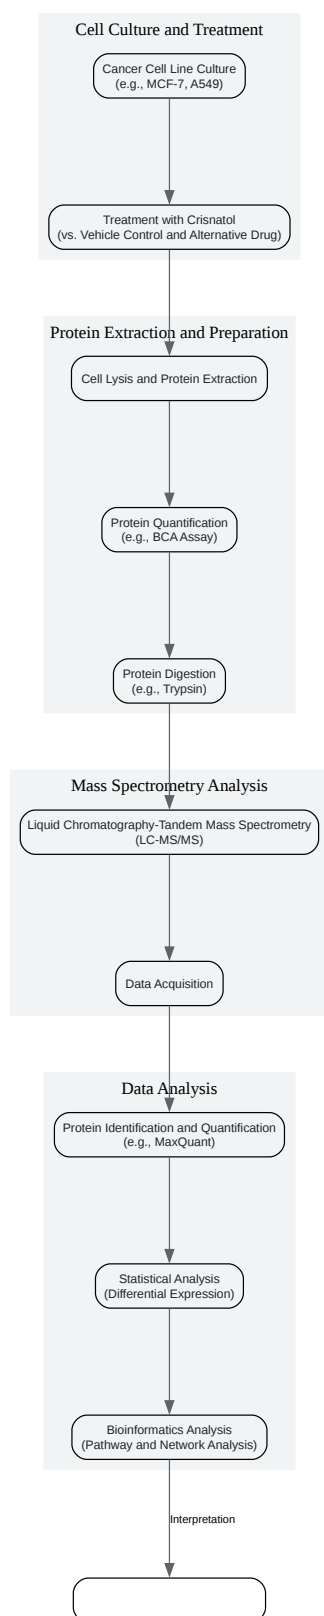 Cell Culture and Treatment
Cancer Cell Line Culture
(e.g., MCF-7, A549)
Treatment with Crisnatol
(vs. Vehicle Control and Alternative Drug)
Protein Extraction and Preparation
Cell Lysis and Protein Extraction
Protein Quantification
(e.g., BCA Assay)
Protein Digestion
(e.g., Trypsin)
Mass Spectrometry Analysis
Liquid Chromatography-Tandem Mass Spectrometry
(LC-MS/MS)
Data Acquisition
Data Analysis
Protein Identification and Quantification
(e.g., MaxQuant)
Statistical Analysis
(Differential Expression)
Bioinformatics Analysis
(Pathway and Network Analysis)
Interpretation